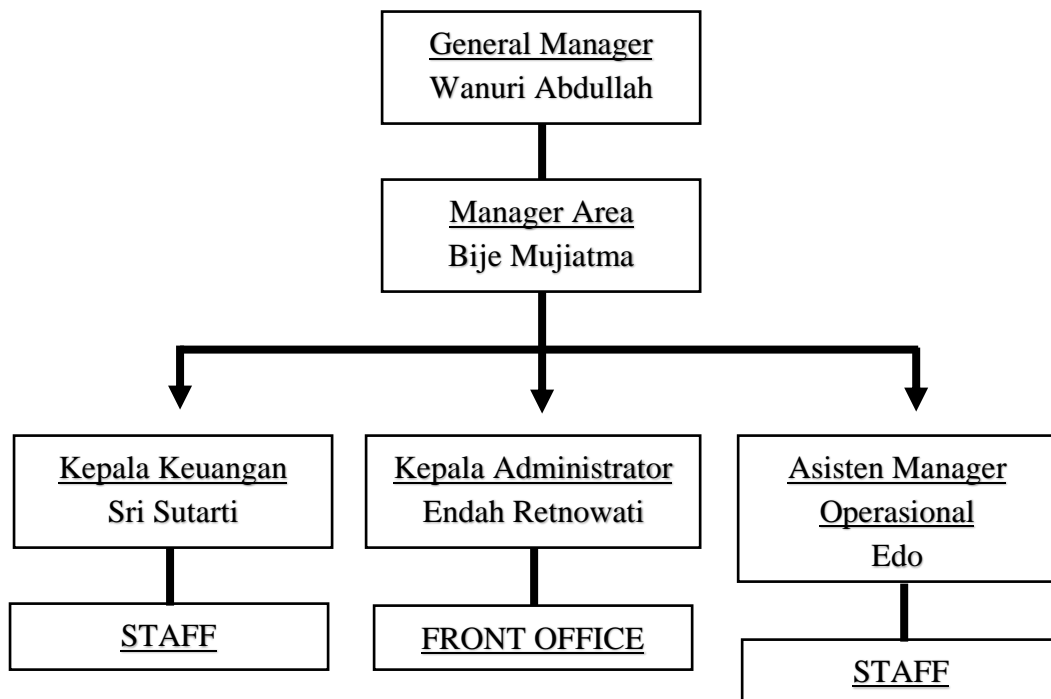 General Manager
Wanuri Abdullah
Manager Area
Bije Mujiatma
Kepala Keuangan
Sri Sutarti
Kepala Administrator
Endah Retnowati
Asisten Manager
Operasional
Edo
STAFF
FRONT OFFICE
STAFF